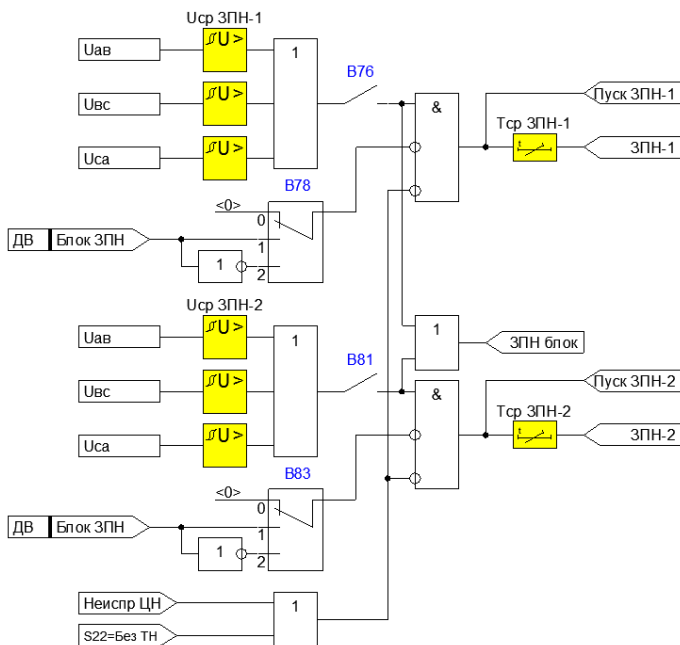 Uср ЗПН-1
Uав
U>
1
В76
Uвс
U>
&
Пуск ЗПН-1
Тср ЗПН-1
t
ЗПН-1
Uса
U>
В78
<0>
0
ДВ Блок ЗПН
1
1
2
Uср ЗПН-2
Uав
U>
1
1
ЗПН блок
В81
Uвс
U>
&
Пуск ЗПН-2
Тср ЗПН-2
t
ЗПН-2
Uса
U>
В83
<0>
0
ДВ Блок ЗПН
1
1
2
Неиспр ЦН
1
S22=Без ТН